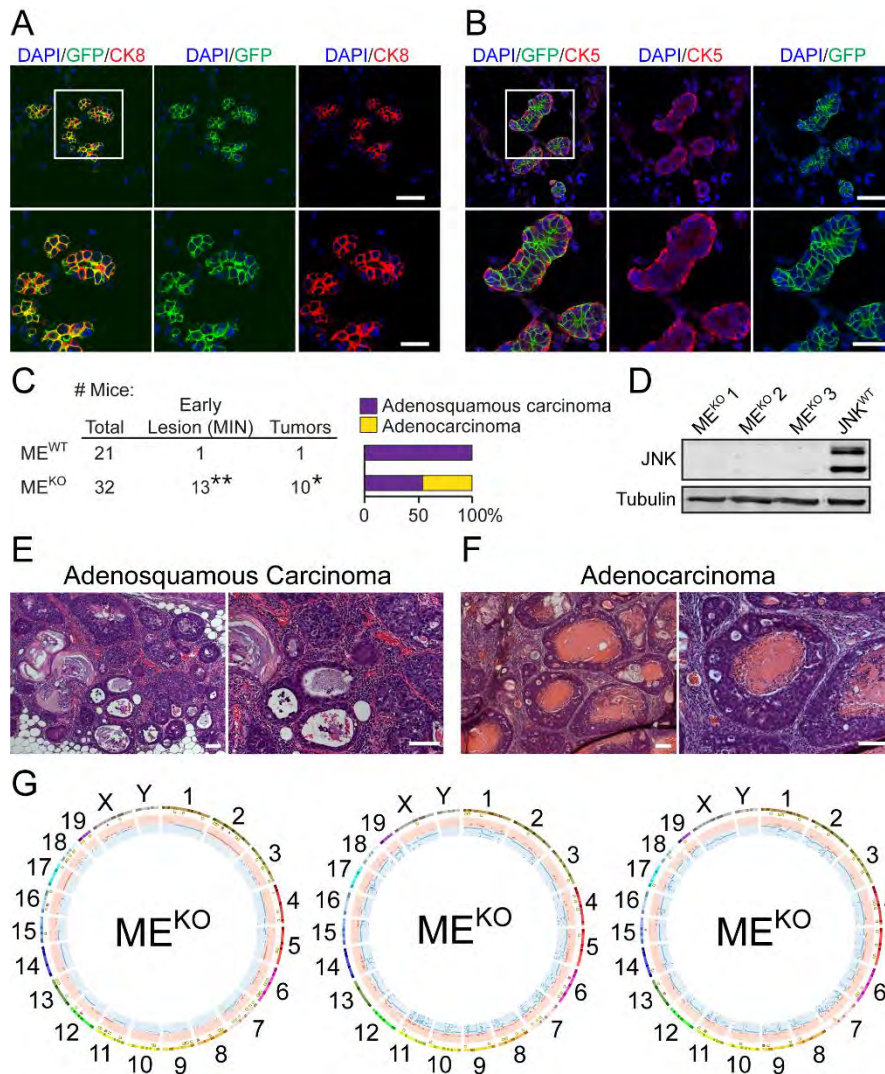 A
DAPI/GFP/CK8 DAPI/GFP DAPI/CK8
B
DAPI/GFP/CK5 DAPI/CK5 DAPI/GFP
C
# Mice:
Total Early Lesion (MIN) Tumors
ME^WT 21 1 1
ME^KO 32 13** 10*
Adenosquamous carcinoma
Adenocarcinoma
0 50 100%
D
ME^KO 1 ME^KO 2 ME^KO 3 JNK^WT
JNK
Tubulin
E
Adenosquamous Carcinoma
F
Adenocarcinoma
G
X Y 1 2 3 4 5 6 7 8 9 10 11 12 13 14 15 16 17 18 19
ME^KO
X Y 1 2 3 4 5 6 7 8 9 10 11 12 13 14 15 16 17 18 19
ME^KO
X Y 1 2 3 4 5 6 7 8 9 10 11 12 13 14 15 16 17 18 19
ME^KO